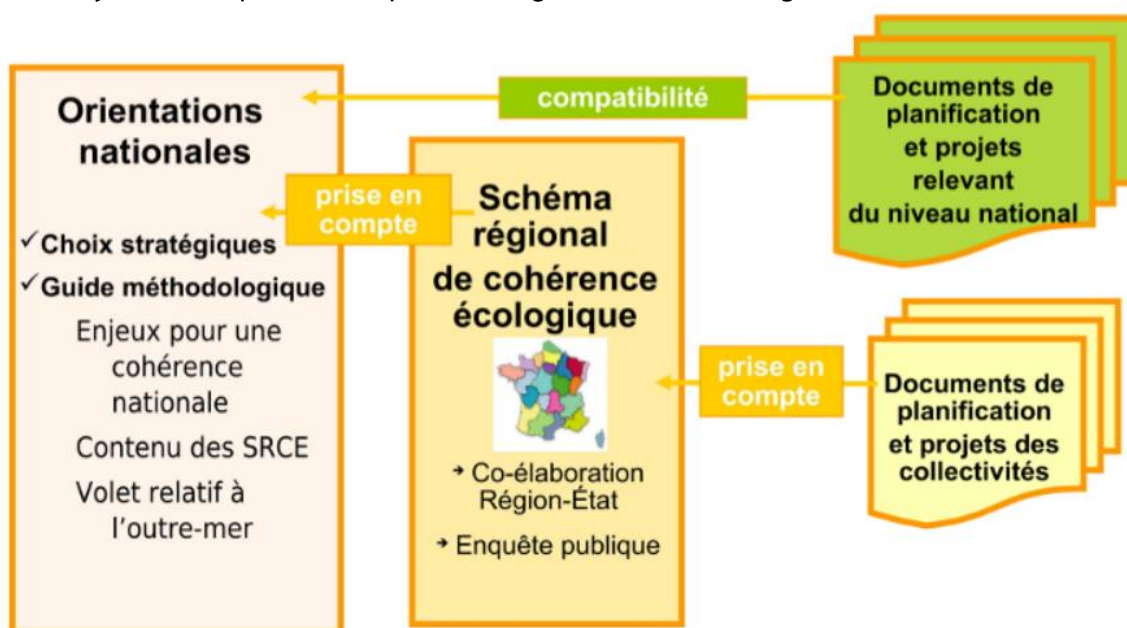 Orientations
nationales
✓Choix stratégiques
✓Guide méthodologique
Enjeux pour une
cohérence
nationale
Contenu des SRCE
Volet relatif à
l'outre-mer
compatibilité
prise en
compte
Schéma
régional
de cohérence
écologique
→ Co-élaboration
Région-État
→ Enquête publique
prise en
compte
Documents de
planification
et projets
relevant
du niveau national
Documents de
planification
et projets des
collectivités